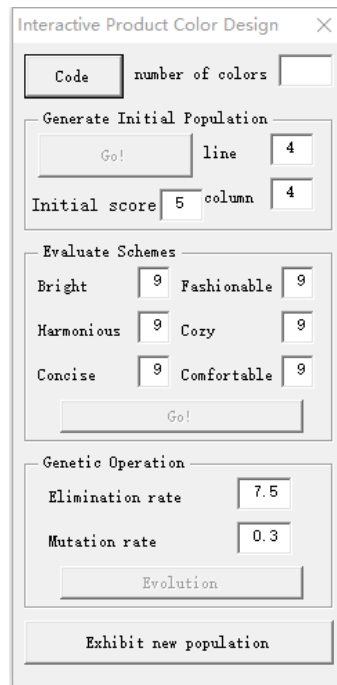 Interactive Product Color Design
Code number of colors
Generate Initial Population
Go! line 4
Initial score 5 column 4
Evaluate Schemes
Bright 9 Fashionable 9
Harmonious 9 Cozy 9
Concise 9 Comfortable 9
Go!
Genetic Operation
Elimination rate 7.5
Mutation rate 0.3
Evolution
Exhibit new population